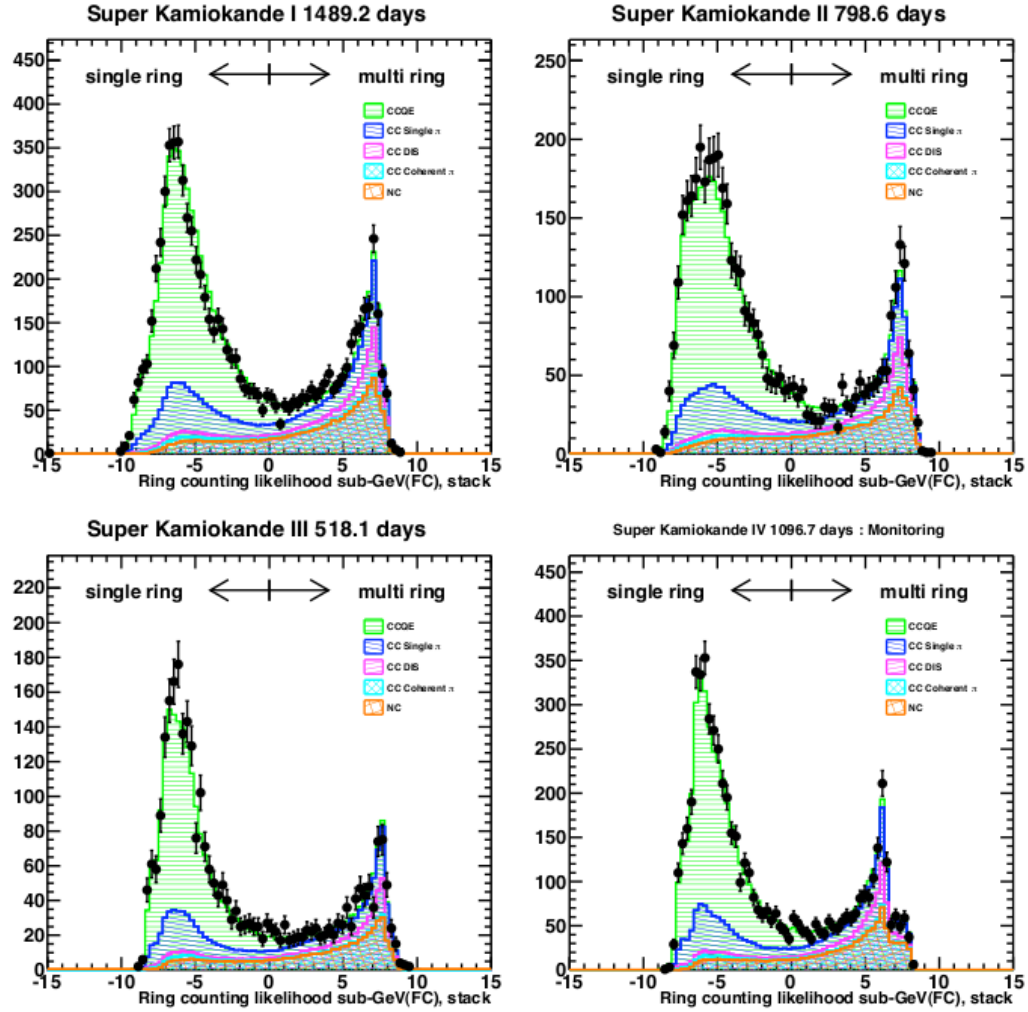 Super Kamiokande I 1489.2 days
450
400
350
300
250
200
150
100
50
0
single ring
multi ring
CCQE
CC Single π
CC DIS
CC Coherent π
NC
-15 -10 -5 0 5 10 15
Ring counting likelihood sub-GeV(FC), stack
Super Kamiokande II 798.6 days
250
200
150
100
50
0
single ring
multi ring
CCQE
CC Single π
CC DIS
CC Coherent π
NC
-15 -10 -5 0 5 10 15
Ring counting likelihood sub-GeV(FC), stack
Super Kamiokande III 518.1 days
220
200
180
160
140
120
100
80
60
40
20
0
single ring
multi ring
CCQE
CC Single π
CC DIS
CC Coherent π
NC
-15 -10 -5 0 5 10 15
Ring counting likelihood sub-GeV(FC), stack
Super Kamiokande IV 1096.7 days : Monitoring
450
400
350
300
250
200
150
100
50
0
single ring
multi ring
CCQE
CC Single π
CC DIS
CC Coherent π
NC
-15 -10 -5 0 5 10 15
Ring counting likelihood sub-GeV(FC), stack